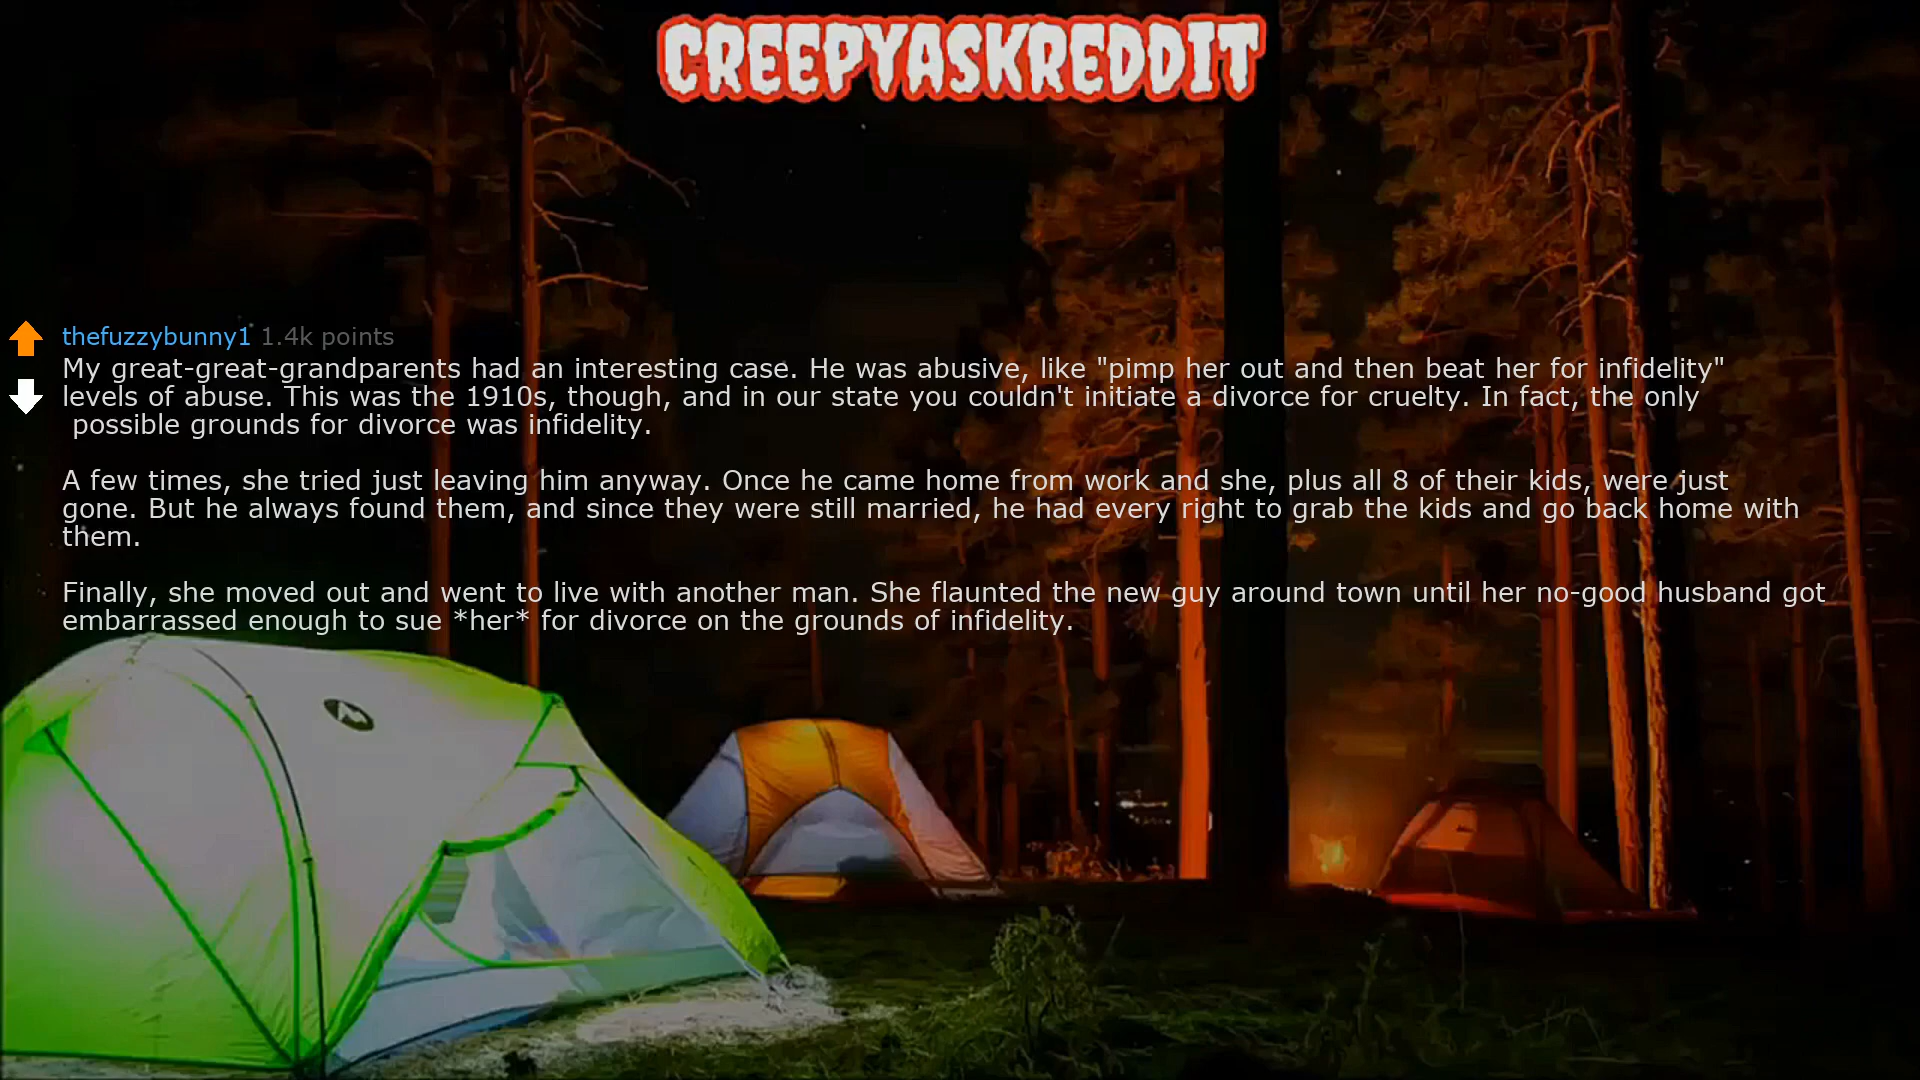 CREEPYASKREDDIT
thefuzzybunny1 1.4k points
My great-great-grandparents had an interesting case. He was abusive, like "pimp her out and then beat her for infidelity"
levels of abuse. This was the 1910s, though, and in our state you couldn't initiate a divorce for cruelty. In fact, the only
possible grounds for divorce was infidelity.
A few times, she tried just leaving him anyway. Once he came home from work and she, plus all 8 of their kids, were just
gone. But he always found them, and since they were still married, he had every right to grab the kids and go back home with
them.
Finally, she moved out and went to live with another man. She flaunted the new guy around town until her no-good husband got
embarrassed enough to sue *her* for divorce on the grounds of infidelity.